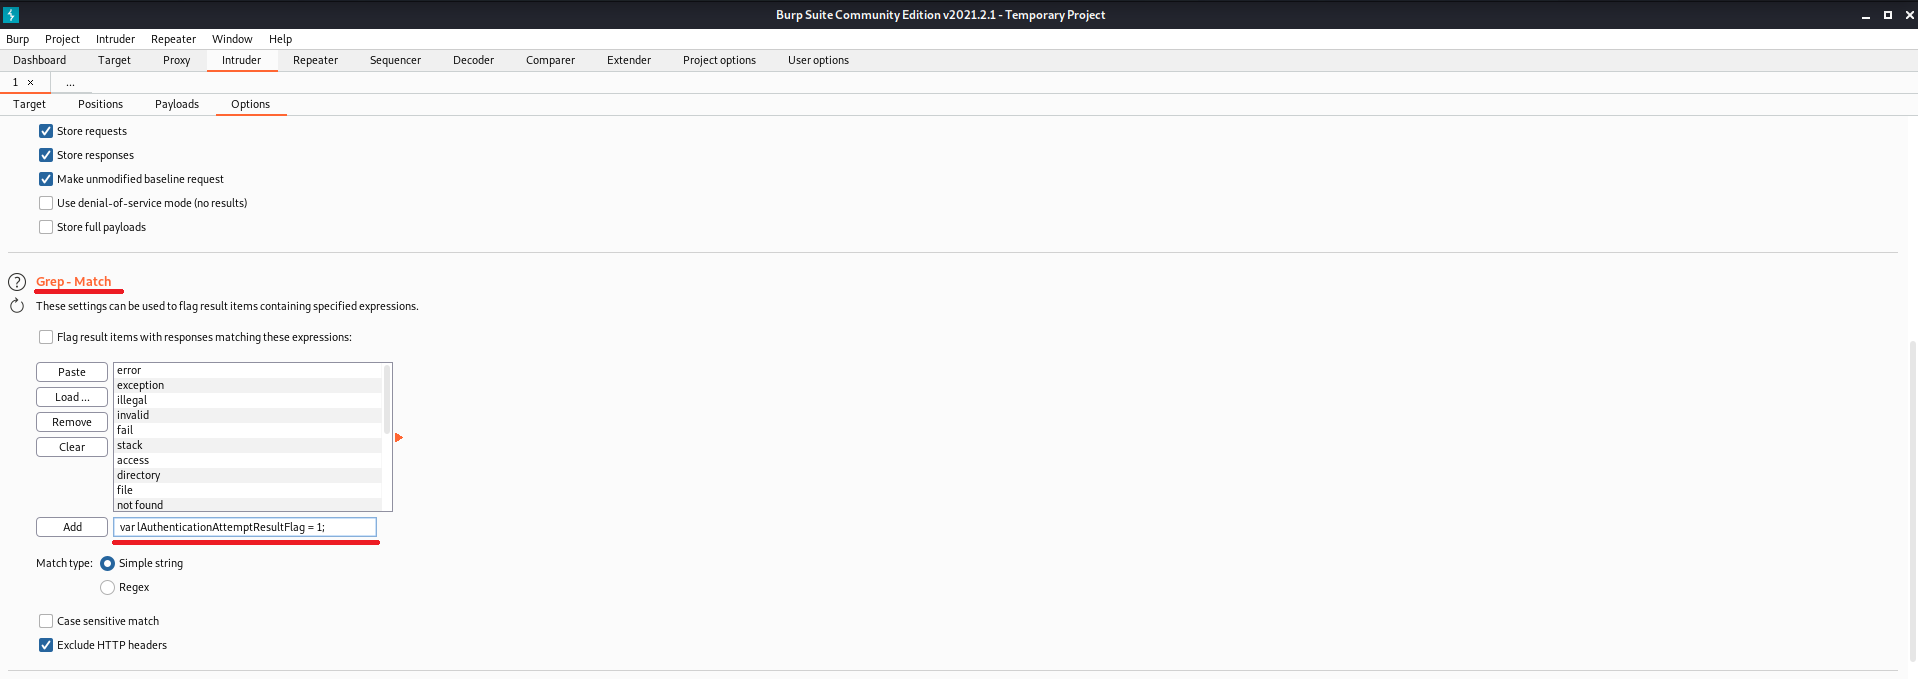 Burp Suite Community Edition v2021.2.1 - Temporary Project
Burp Project Intruder Repeater Window Help
Dashboard Target Proxy Intruder Repeater Sequencer Decoder Comparer Extender Project options User options
1 × ...
Target Positions Payloads Options
Store requests
Store responses
Make unmodified baseline request
Use denial-of-service mode (no results)
Store full payloads
? Grep - Match
These settings can be used to flag result items containing specified expressions.
Flag result items with responses matching these expressions:
Paste
Load ...
Remove
Clear
error
exception
illegal
invalid
fail
stack
access
directory
file
not found
Add var lAuthenticationAttemptResultFlag = 1;
Match type: Simple string
Regex
Case sensitive match
Exclude HTTP headers